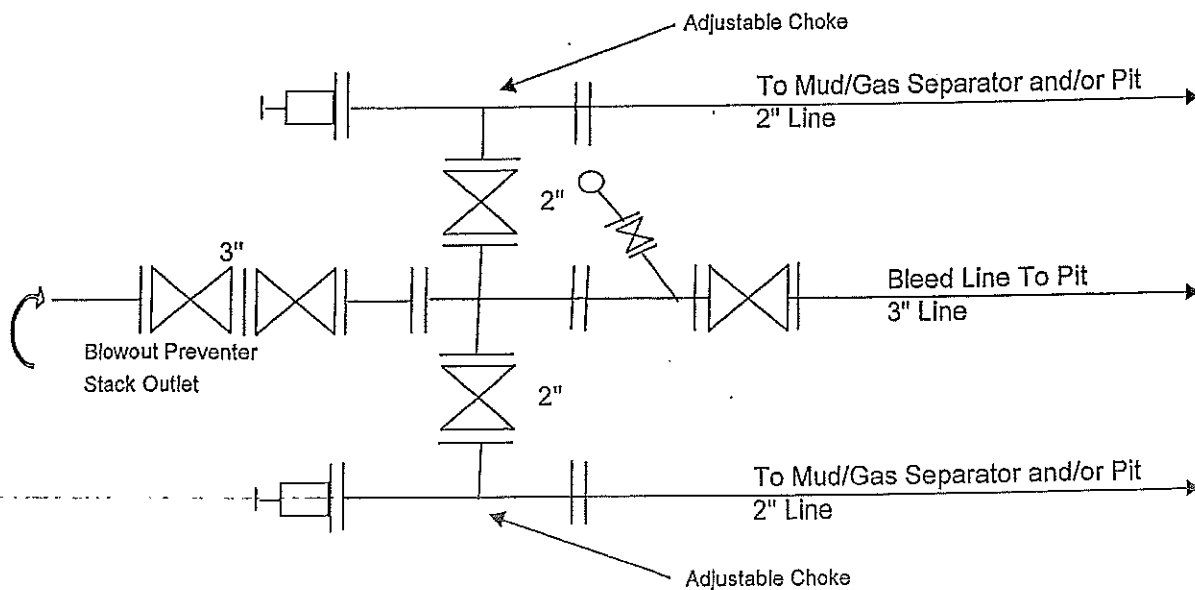 Adjustable Choke
To Mud/Gas Separator and/or Pit
2" Line
2"
3"
Bleed Line To Pit
3" Line
Blowout Preventer
Stack Outlet
2"
To Mud/Gas Separator and/or Pit
2" Line
Adjustable Choke